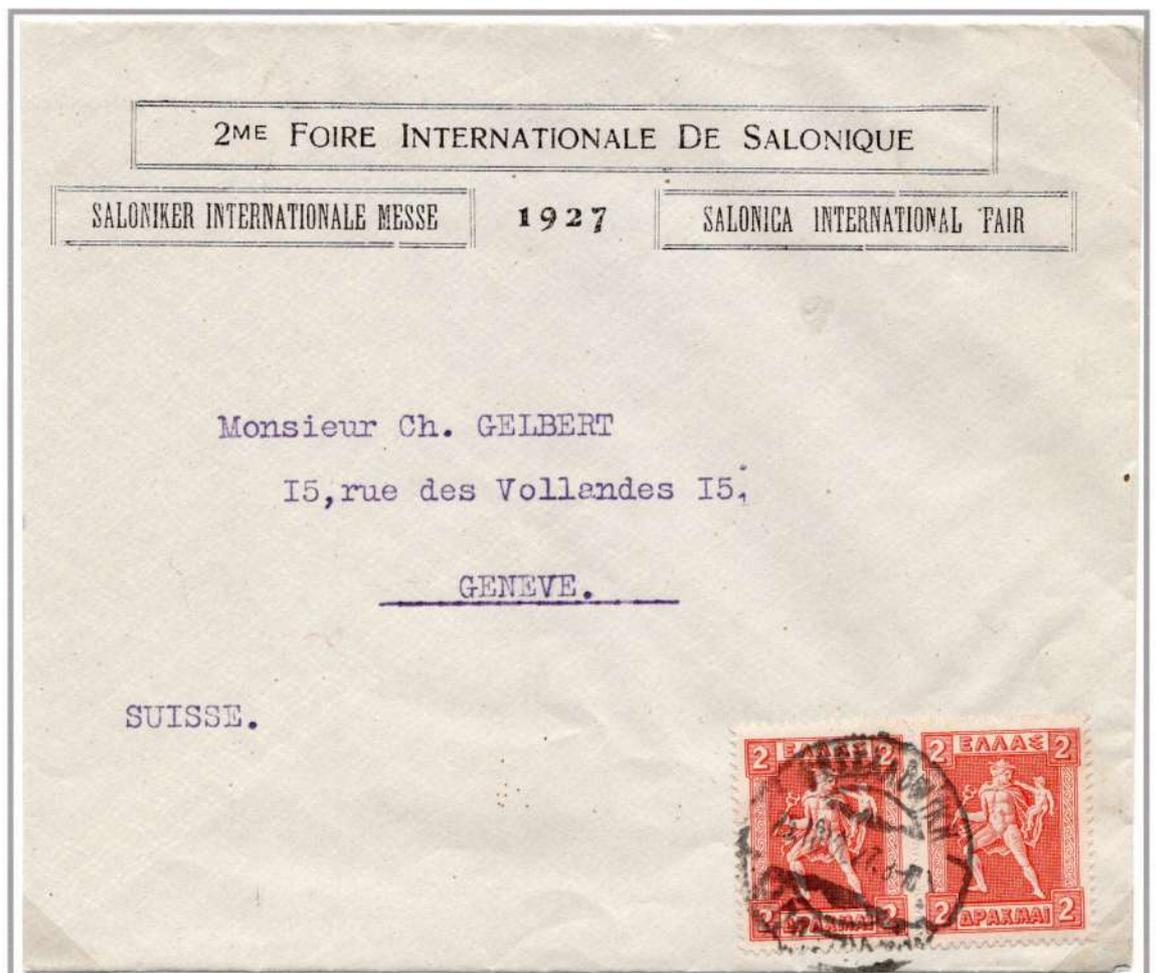 2ME FOIRE INTERNATIONALE DE SALONIQUE
SALONIKER INTERNATIONALE MESSE
1927
SALONICA INTERNATIONAL FAIR
Monsieur Ch. GELBERT
I5,rue des Vollandes I5,
GENEVE.
SUISSE.
2 ΕΛΛΑΣ 2
2 ΕΛΛΑΣ 2
2 ΔΡΑΧΜΑΙ
2 ΔΡΑΧΜΑΙ 2